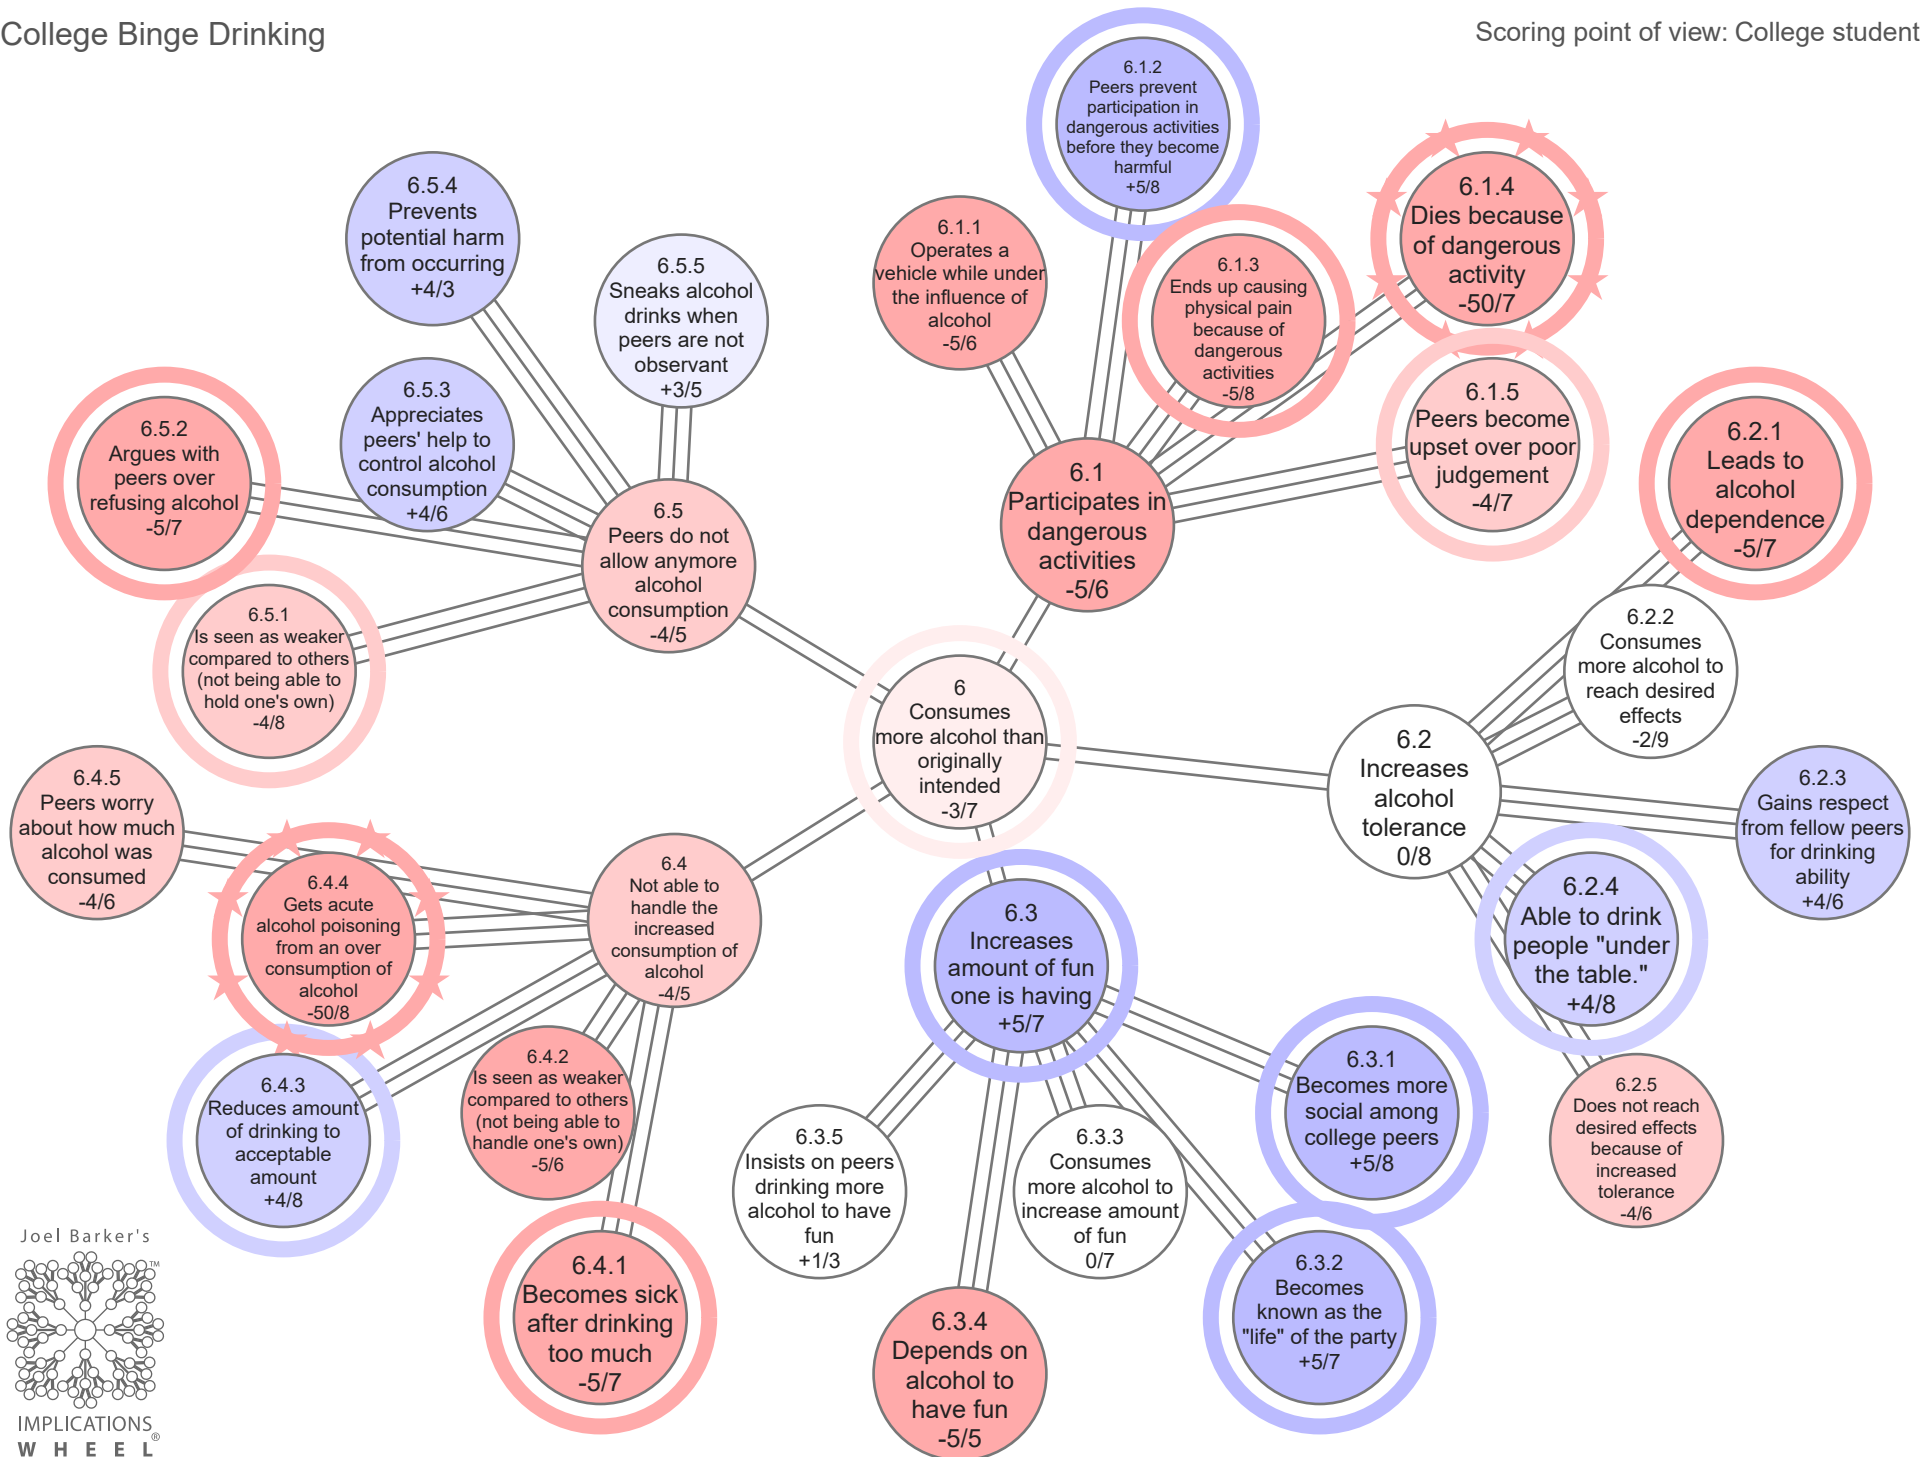 College Binge Drinking
Scoring point of view: College student
6.1.2
Peers prevent
participation in
dangerous activities
before they become
harmful
+5/8
6.1.4
Dies because
of dangerous
activity
-50/7
6.5.4
Prevents
potential harm
from occurring
+4/3
6.1.1
Operates a
vehicle while under
the influence of
alcohol
-5/6
6.5.5
Sneaks alcohol
drinks when
peers are not
observant
+3/5
6.1.3
Ends up causing
physical pain
because of
dangerous
activities
-5/8
6.5.3
Appreciates
peers' help to
control alcohol
consumption
+4/6
6.1.5
Peers become
upset over poor
judgement
-4/7
6.5.2
Argues with
peers over
refusing alcohol
-5/7
6.2.1
Leads to
alcohol
dependence
-5/7
6.1
Participates in
dangerous
activities
-5/6
6.5
Peers do not
allow anymore
alcohol
consumption
-4/5
6.5.1
Is seen as weaker
compared to others
(not being able to
hold one's own)
-4/8
6.2.2
Consumes
more alcohol to
reach desired
effects
-2/9
6
Consumes
more alcohol than
originally
intended
-3/7
6.2
Increases
alcohol
tolerance
0/8
6.4.5
Peers worry
about how much
alcohol was
consumed
-4/6
6.2.3
Gains respect
from fellow peers
for drinking
ability
+4/6
6.4
Not able to
handle the
increased
consumption of
alcohol
-4/5
6.4.4
Gets acute
alcohol poisoning
from an over
consumption of
alcohol
-50/8
6.3
Increases
amount of fun
one is having
+5/7
6.2.4
Able to drink
people "under
the table."
+4/8
6.4.3
Reduces amount
of drinking to
acceptable
amount
+4/8
6.4.2
Is seen as weaker
compared to others
(not being able to
handle one's own)
-5/6
6.3.1
Becomes more
social among
college peers
+5/8
6.2.5
Does not reach
desired effects
because of
increased
tolerance
-4/6
6.3.5
Insists on peers
drinking more
alcohol to have
fun
+1/3
6.3.3
Consumes
more alcohol to
increase amount
of fun
0/7
6.4.1
Becomes sick
after drinking
too much
-5/7
6.3.2
Becomes
known as the
"life" of the party
+5/7
6.3.4
Depends on
alcohol to
have fun
-5/5
Joel Barker's
™
IMPLICATIONS
WHEEL®